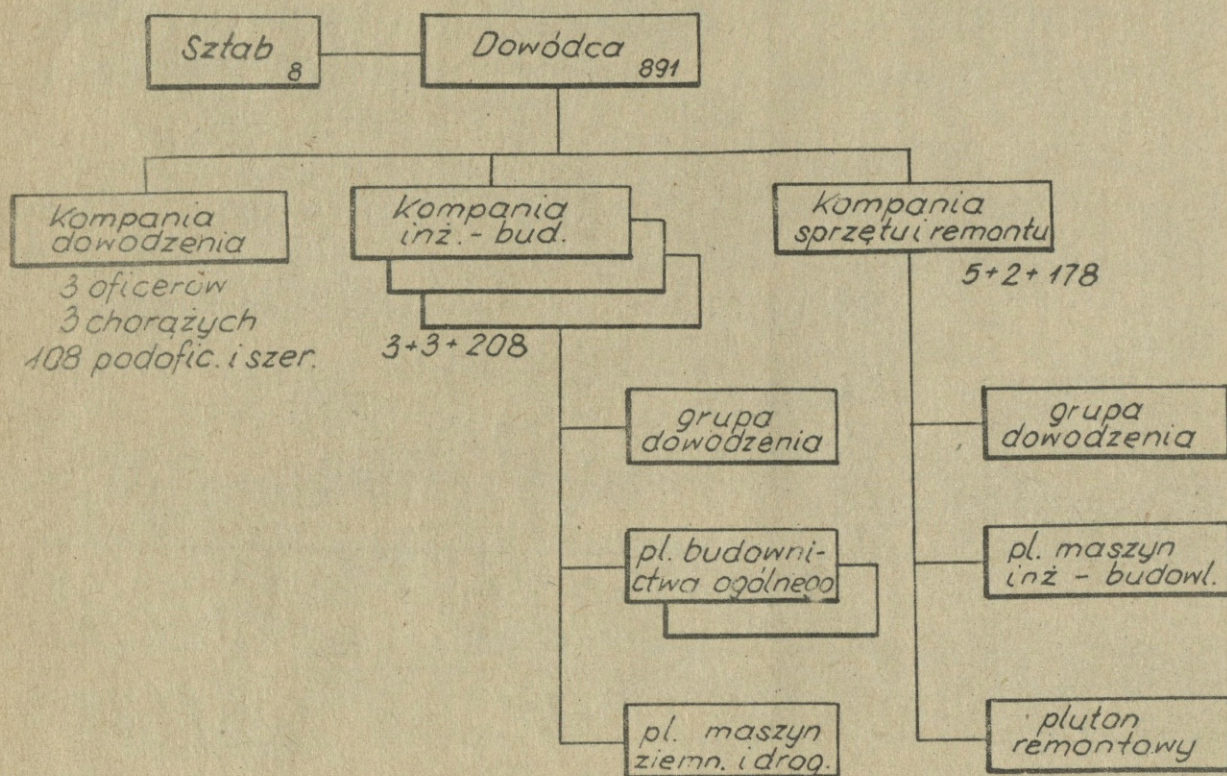 Sztab
8
Dowódca
891
kompania
dowodzenia
3 oficerów
3 chorążych
108 podofic. i szer.
kompania
inż. - bud.
3+3+208
kompania
sprzętu i remontu
5+2+178
grupa
dowodzenia
pl. budowni-
ctwa ogólnego
pl. maszyn
ziemn. i drog.
grupa
dowodzenia
pl. maszyn
inż - budowl.
pluton
remontowy